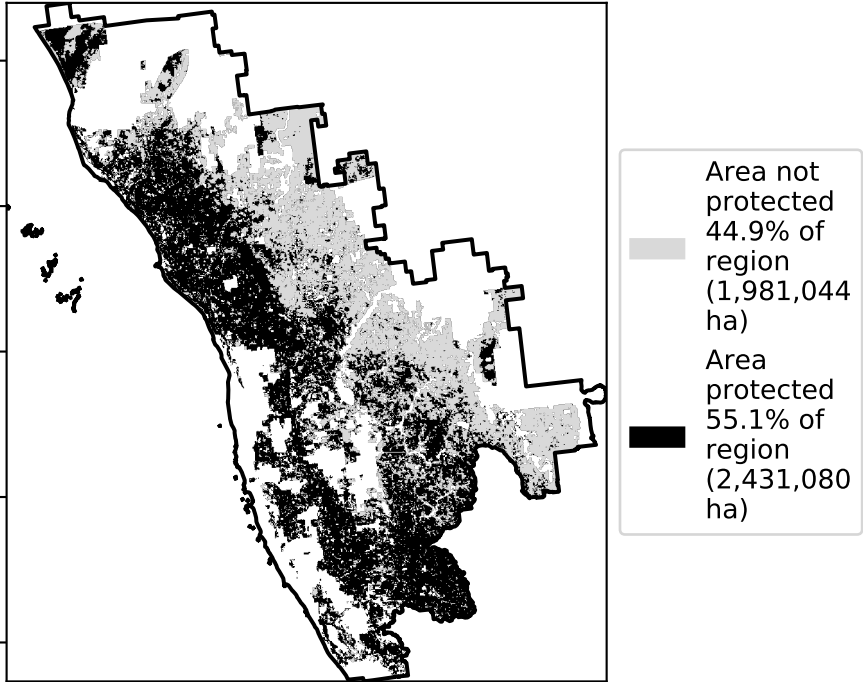 Area not
protected
44.9% of
region
(1,981,044
ha)
Area
protected
55.1% of
region
(2,431,080
ha)